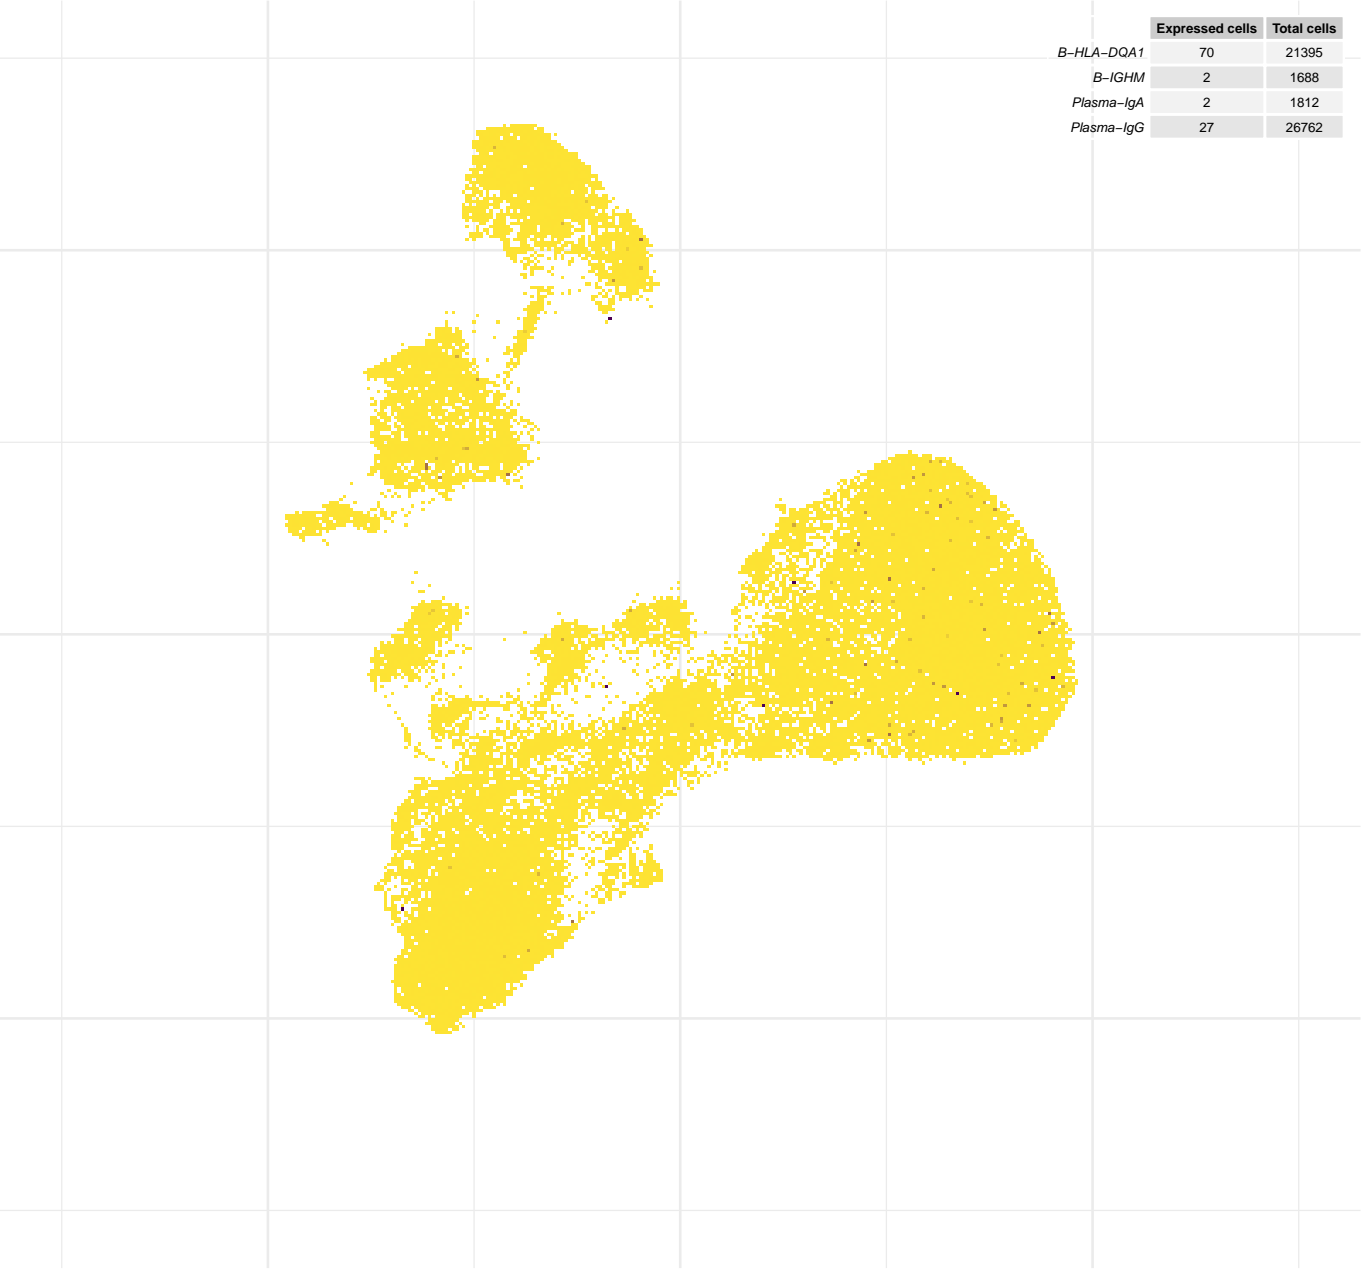 Expressed cells Total cells
B−HLA−DQA1 70 21395
B−IGHM 2 1688
Plasma−IgA 2 1812
Plasma−IgG 27 26762